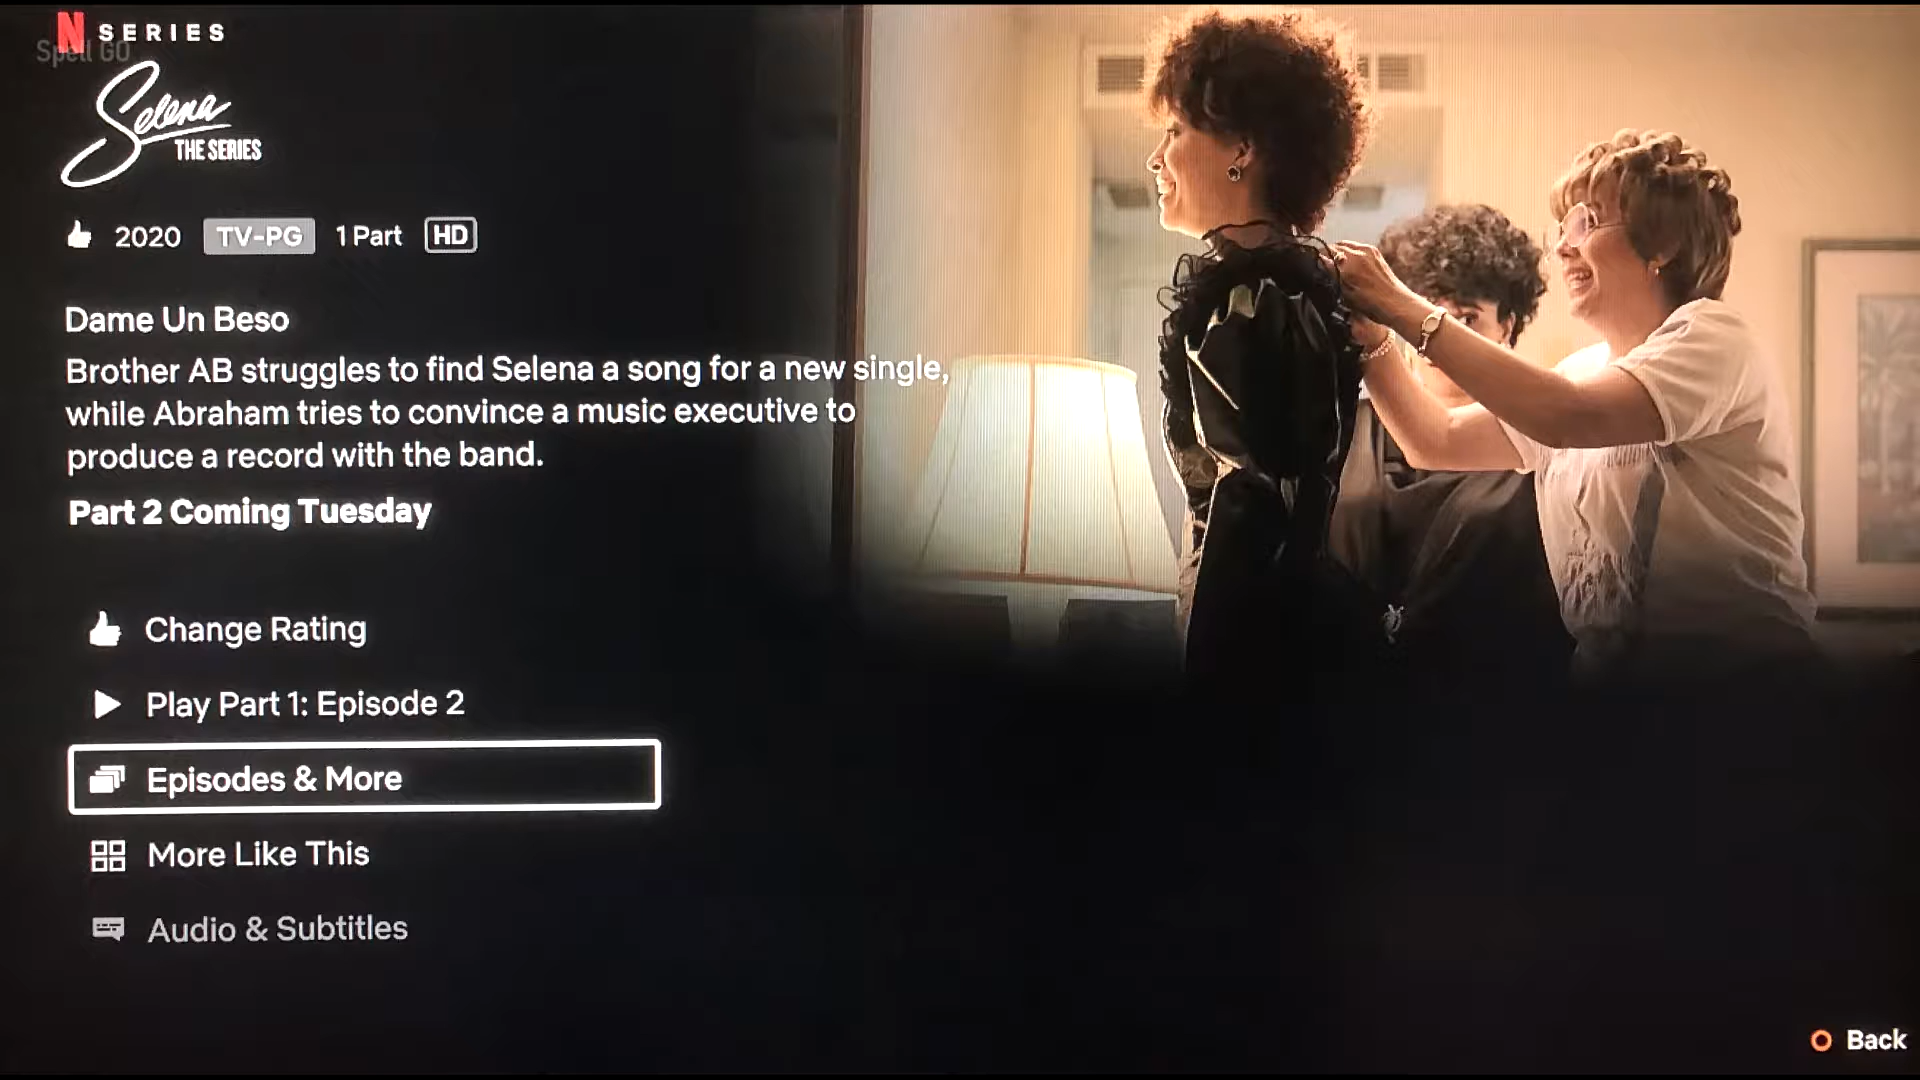 N SERIES
Spell GO
Selena
THE SERIES
2020 TV-PG 1 Part HD
Dame Un Beso
Brother AB struggles to find Selena a song for a new single,
while Abraham tries to convince a music executive to
produce a record with the band.
Part 2 Coming Tuesday
Change Rating
Play Part 1: Episode 2
Episodes & More
More Like This
Audio & Subtitles
Back